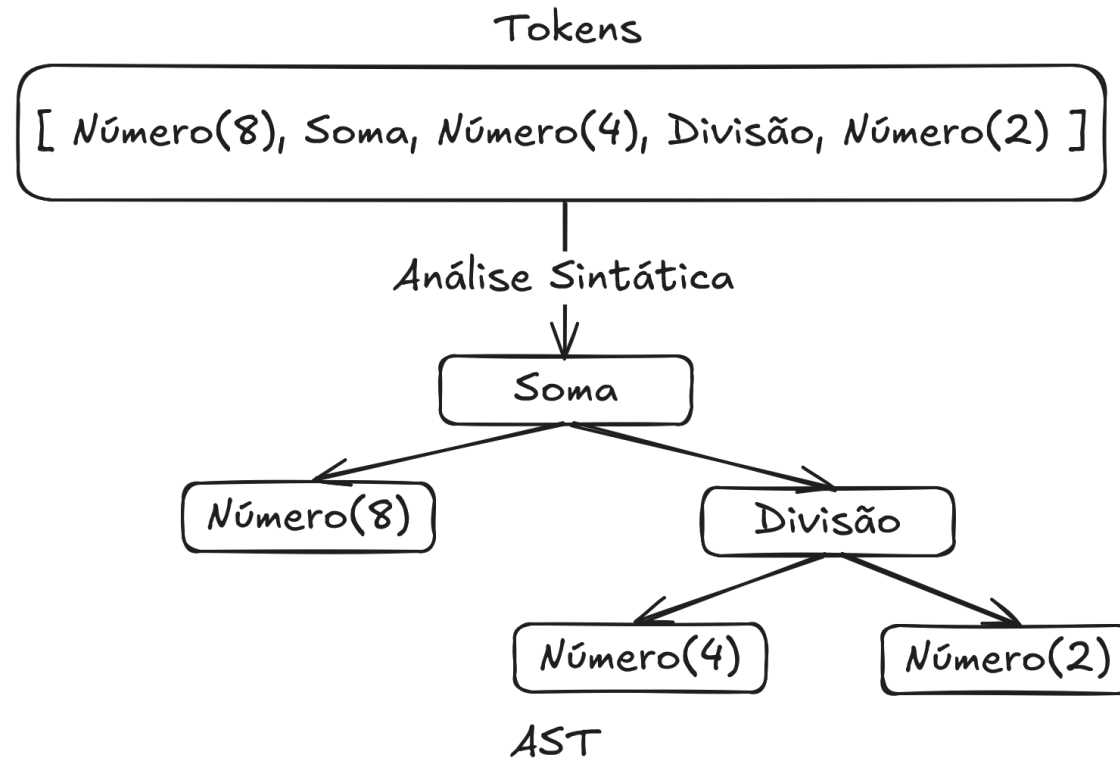 Tokens
[ Número(8), Soma, Número(4), Divisão, Número(2) ]
Análise Sintática
Soma
Número(8)
Divisão
Número(4)
Número(2)
AST